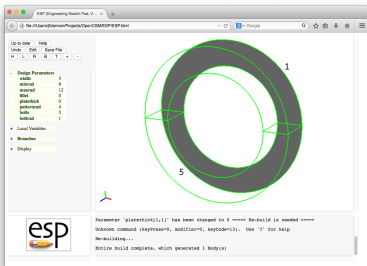 ESP (Engineering Sketch Pad, V...
file:///Users/nbonnen/Projects/OpenCSM/ESP/ESP.html
Google
Up to date Help
Undo Edit Save File
H L R B T + -
- Design Parameters
width 5
minrad 8
maxrad 12
fillet 0
platethick 0
patternrad 4
bolts 5
boltrad 1
+ Local Variables
+ Branches
+ Display
1
5
esp
Parameter 'platethick[1,1]' has been changed to 0 ====> Re-build is needed <====
Unknown command (keyPress=0, modifier=0, keyCode=13). Use '?' for help
Re-building...
Entire build complete, which generated 1 Body(s)